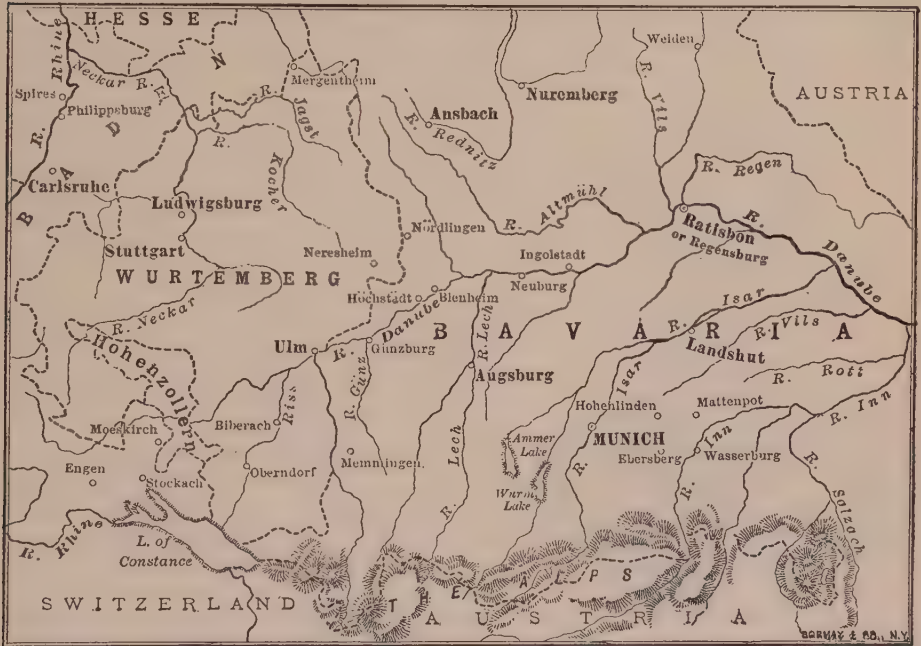 HESSE
Rhine
R.
Neckar R.
Spires
Philippsburg
BADEN
Carlsruhe
Mergentheim
R. Jagst
R. Kocher
Ludwigsburg
Stuttgart
WURTEMBERG
R. Neckar
Hohenzollern
Ansbach
R. Rednitz
Nuremberg
Weiden
R. Vils
AUSTRIA
R. Regen
R. Altmühl
Nördlingen
Neresheim
Ingolstadt
Neuburg
Ratisbon
or Regensburg
R. Danube
Höchstädt
Blenheim
R. Danube
BAVARIA
Ulm
Günzburg
R. Günz
R. Lech
Augsburg
R. Isar
R. Vils
Landshut
R. Rott
R. Inn
Isar
R.
Hohenlinden
Mattenpot
MUNICH
Ebersberg
Wasserburg
R. Inn
R. Salzach
Ammer
Lake
Wurm
Lake
R. Lech
Biberach
Riss
Oberndorf
Memmingen
Moeskirch
Engen
Stockach
R. Rhine
L. of
Constance
THE ALPS
SWITZERLAND
AUSTRIA
BORMAY & CO., N.Y.